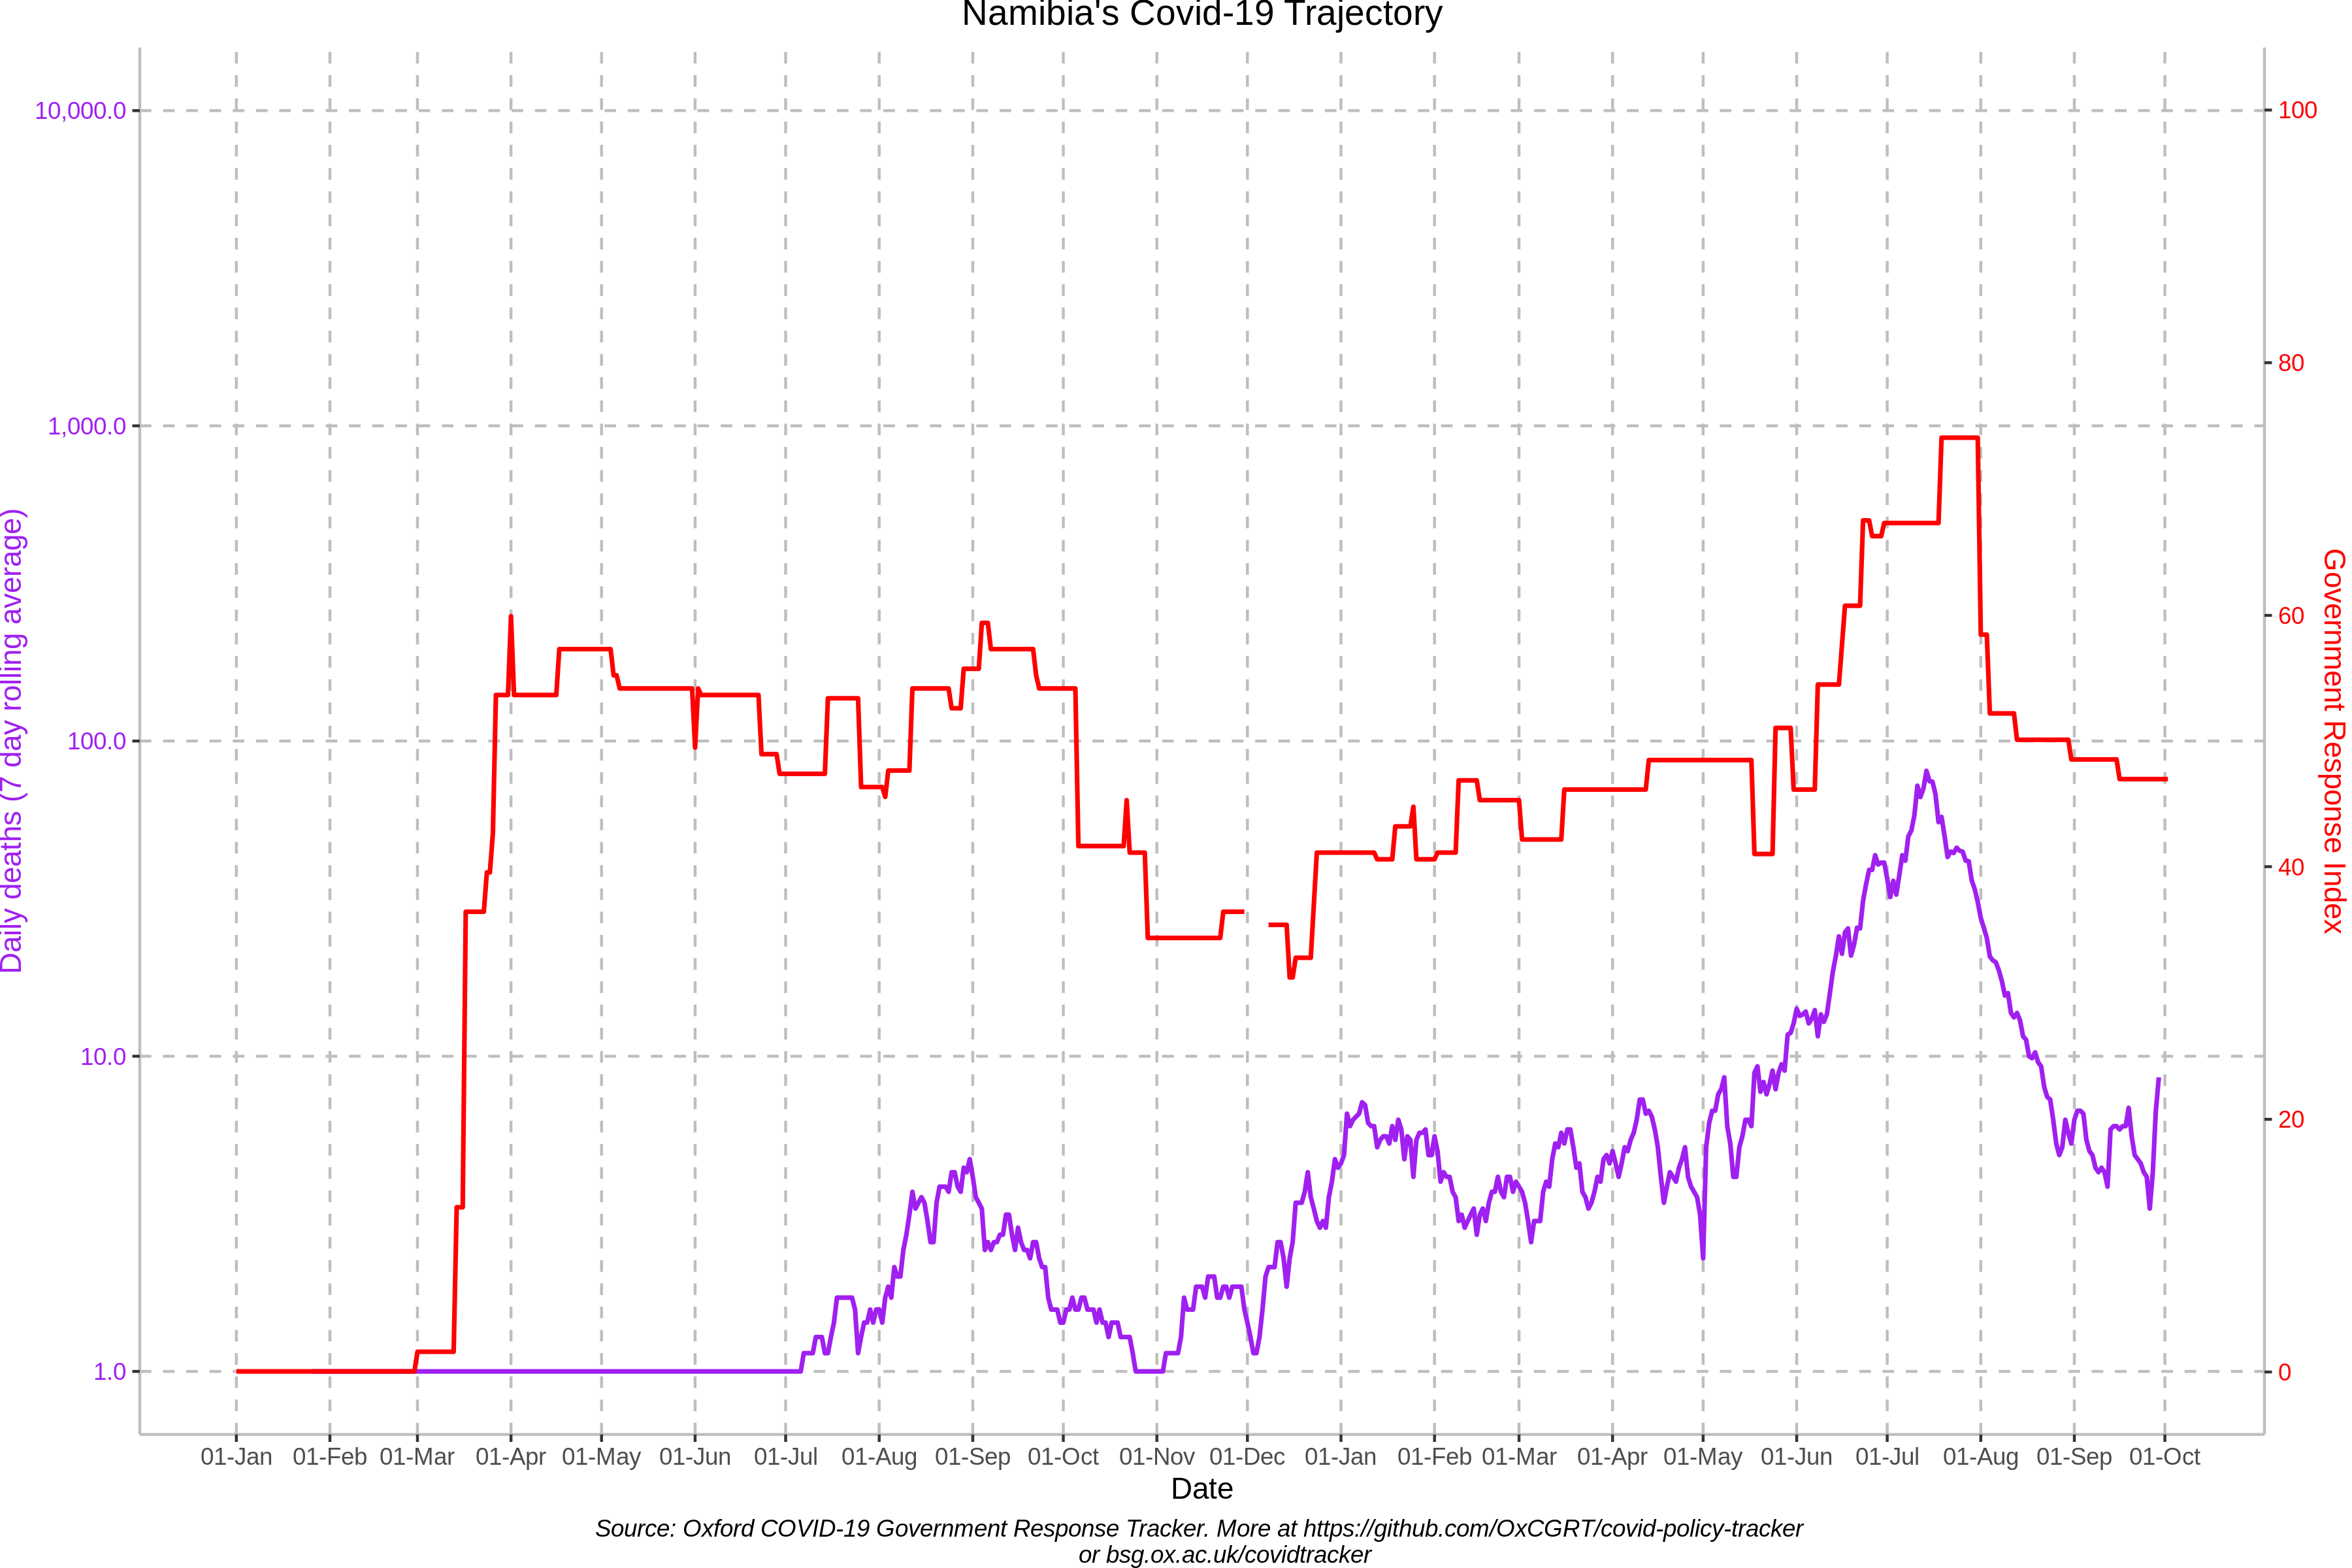 Namibia's Covid-19 Trajectory
10,000.0
1,000.0
100.0
10.0
1.0
Daily deaths (7 day rolling average)
100
80
60
40
20
0
Government Response Index
01-Jan 01-Feb 01-Mar 01-Apr 01-May 01-Jun 01-Jul 01-Aug 01-Sep 01-Oct 01-Nov 01-Dec 01-Jan 01-Feb 01-Mar 01-Apr 01-May 01-Jun 01-Jul 01-Aug 01-Sep 01-Oct
Date
Source: Oxford COVID-19 Government Response Tracker. More at https://github.com/OxCGRT/covid-policy-tracker
or bsg.ox.ac.uk/covidtracker